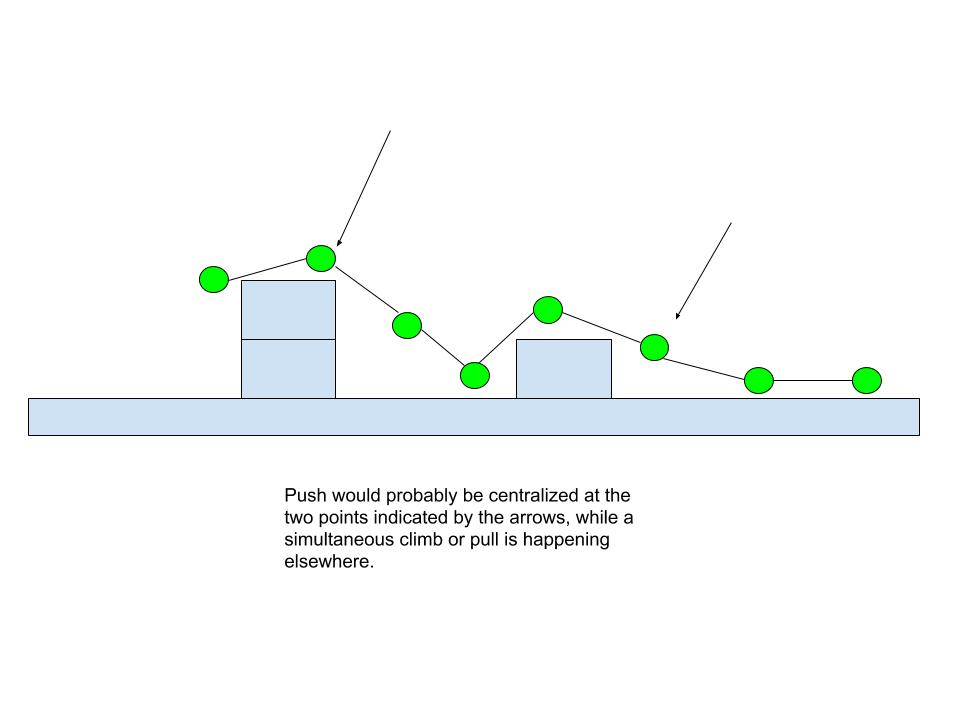 Push would probably be centralized at the
two points indicated by the arrows, while a
simultaneous climb or pull is happening
elsewhere.